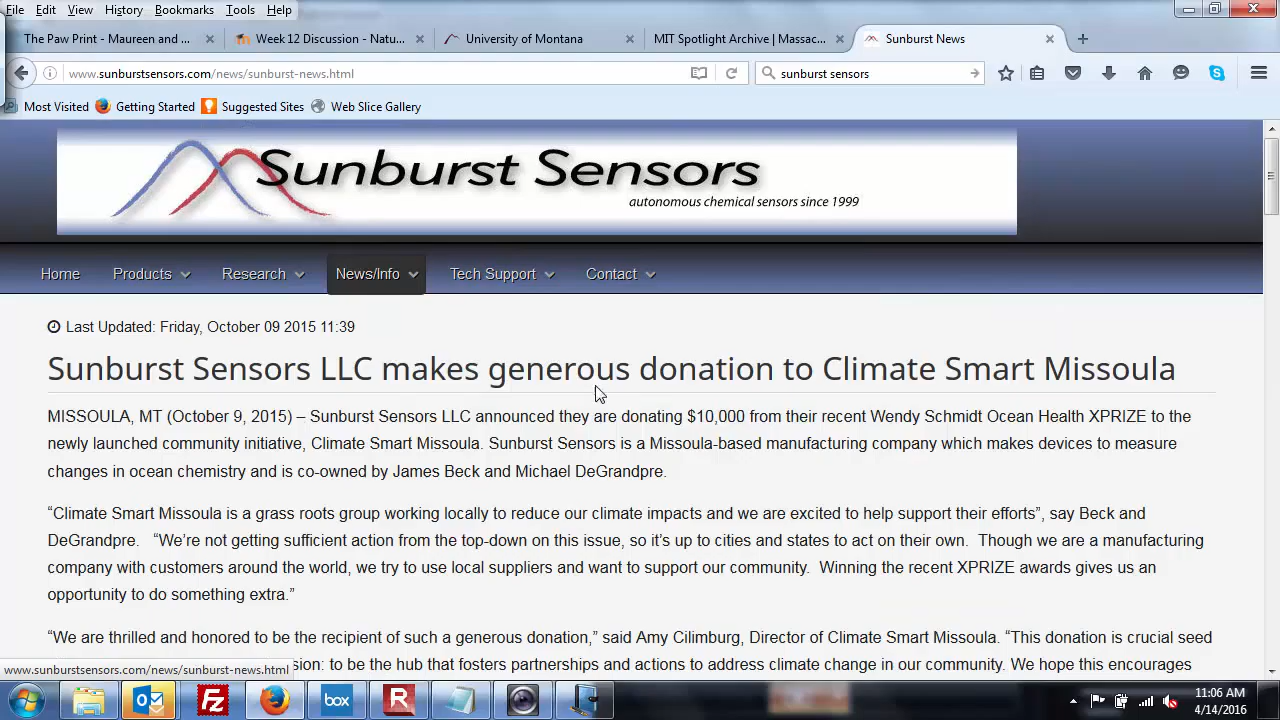 File Edit View History Bookmarks Tools Help
The Paw Print - Maureen and ... Week 12 Discussion - Natu... University of Montana MIT Spotlight Archive | Massac... Sunburst News
www.sunburstsensors.com/news/sunburst-news.html sunburst sensors
Most Visited Getting Started Suggested Sites Web Slice Gallery
Sunburst Sensors
autonomous chemical sensors since 1999
Home Products Research News/Info Tech Support Contact
Last Updated: Friday, October 09 2015 11:39
Sunburst Sensors LLC makes generous donation to Climate Smart Missoula
MISSOULA, MT (October 9, 2015) – Sunburst Sensors LLC announced they are donating $10,000 from their recent Wendy Schmidt Ocean Health XPRIZE to the
newly launched community initiative, Climate Smart Missoula. Sunburst Sensors is a Missoula-based manufacturing company which makes devices to measure
changes in ocean chemistry and is co-owned by James Beck and Michael DeGrandpre.
“Climate Smart Missoula is a grass roots group working locally to reduce our climate impacts and we are excited to help support their efforts”, say Beck and
DeGrandpre. “We’re not getting sufficient action from the top-down on this issue, so it’s up to cities and states to act on their own. Though we are a manufacturing
company with customers around the world, we try to use local suppliers and want to support our community. Winning the recent XPRIZE awards gives us an
opportunity to do something extra.”
“We are thrilled and honored to be the recipient of such a generous donation,” said Amy Cilimburg, Director of Climate Smart Missoula. “This donation is crucial seed
sion: to be the hub that fosters partnerships and actions to address climate change in our community. We hope this encourages
www.sunburstsensors.com/news/sunburst-news.html
box
11:06 AM
4/14/2016